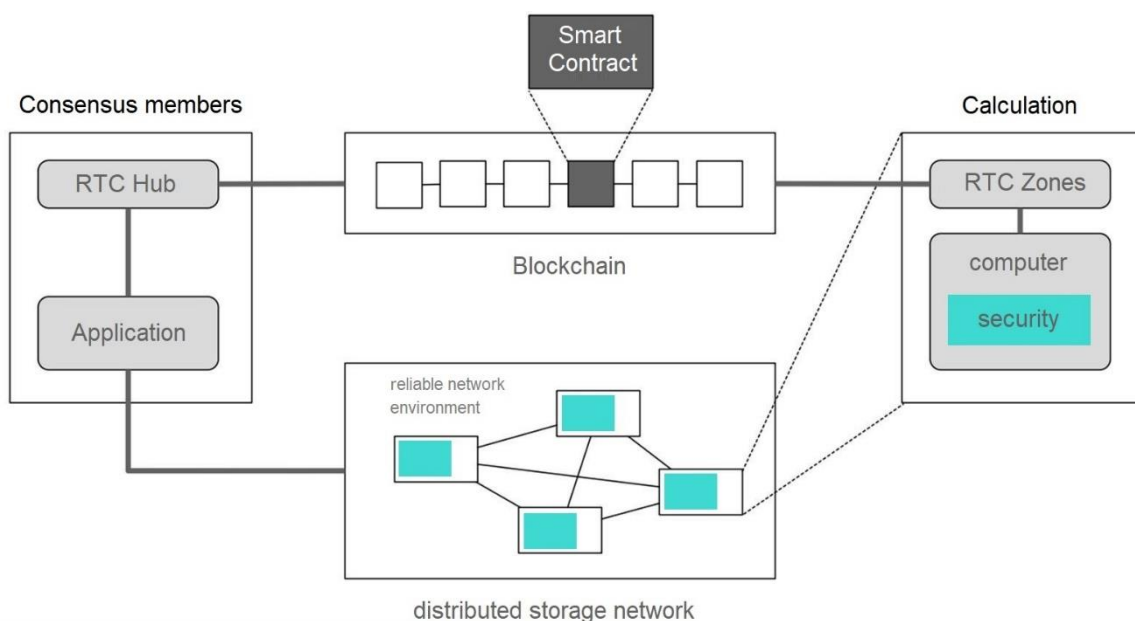 Smart
Contract
Consensus members
Calculation
RTC Hub
RTC Zones
Blockchain
computer
security
Application
reliable network
environment
distributed storage network